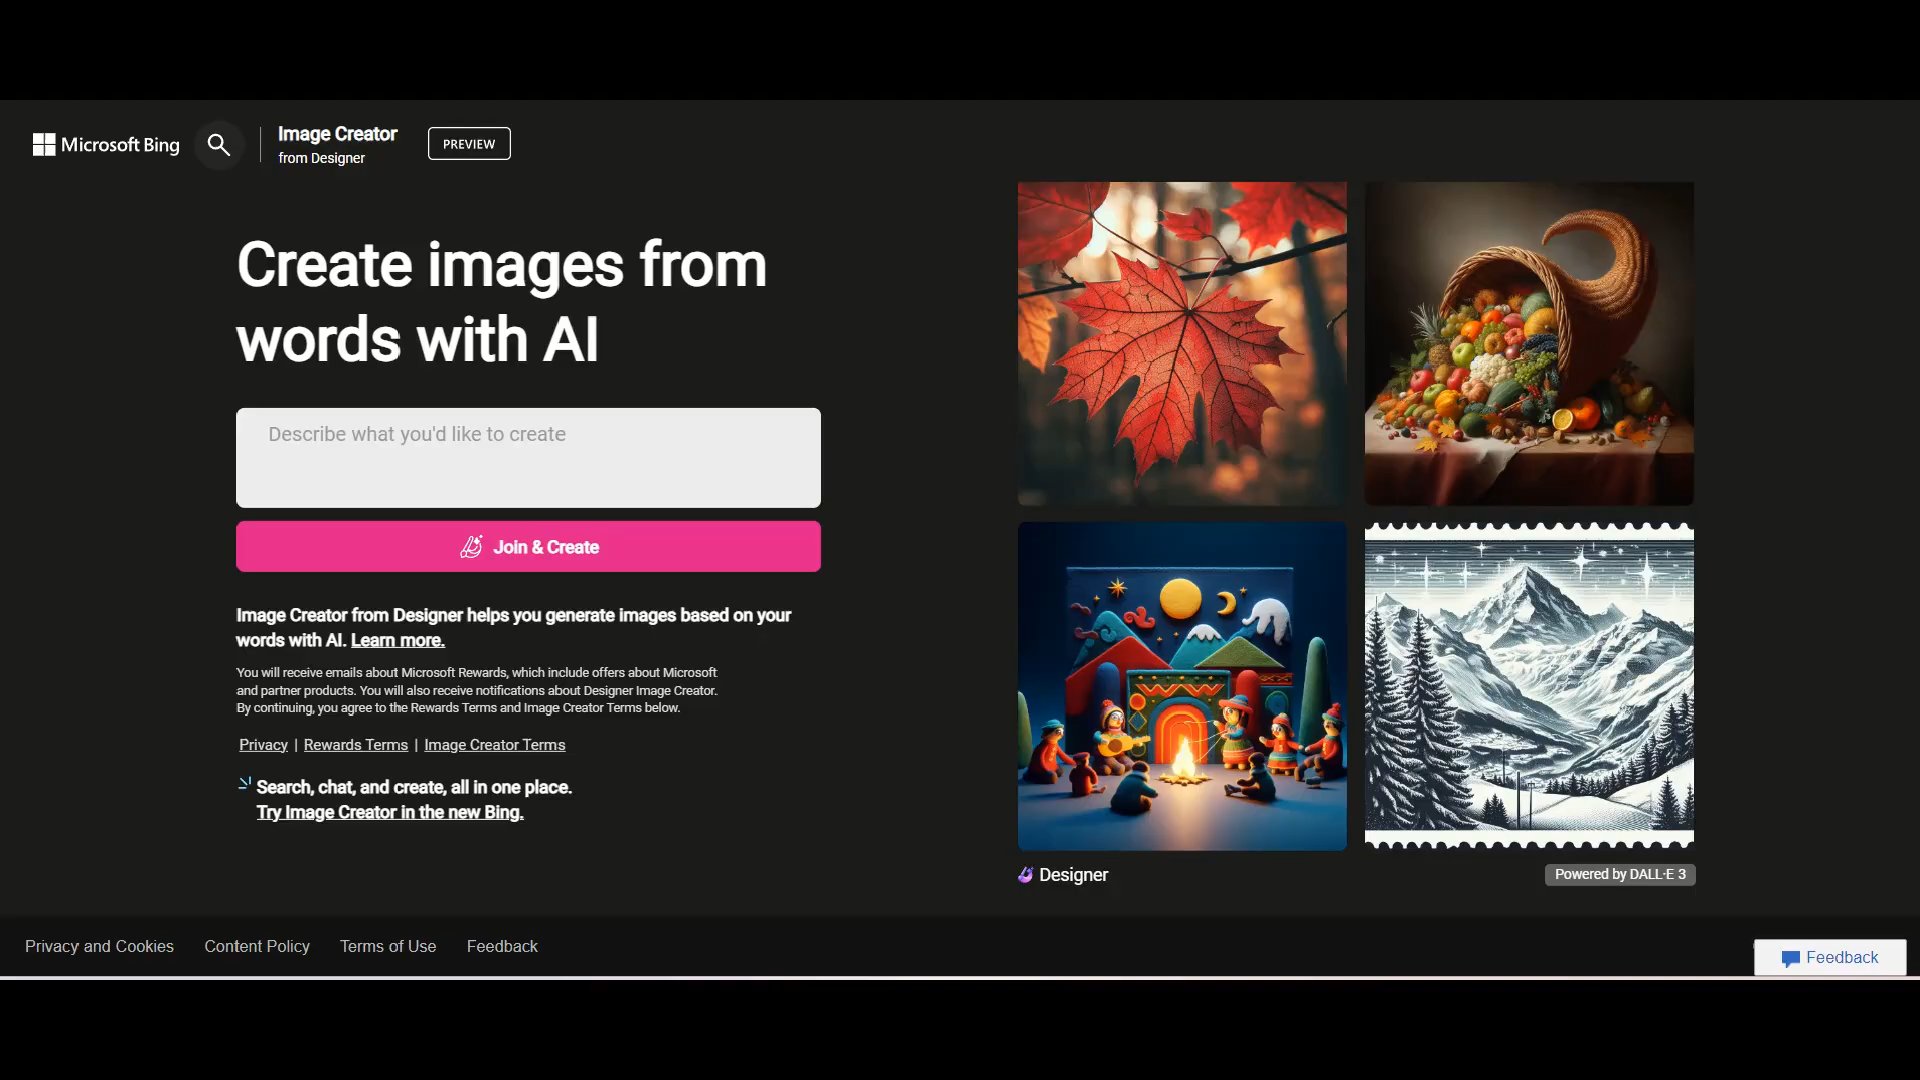 Microsoft Bing
Image Creator
from Designer
PREVIEW
Create images from
words with AI
Describe what you'd like to create
Join & Create
Image Creator from Designer helps you generate images based on your
words with AI. Learn more.
You will receive emails about Microsoft Rewards, which include offers about Microsoft
and partner products. You will also receive notifications about Designer Image Creator.
By continuing, you agree to the Rewards Terms and Image Creator Terms below.
Privacy | Rewards Terms | Image Creator Terms
Search, chat, and create, all in one place.
Try Image Creator in the new Bing.
Designer
Powered by DALL·E 3
Privacy and Cookies Content Policy Terms of Use Feedback
Feedback